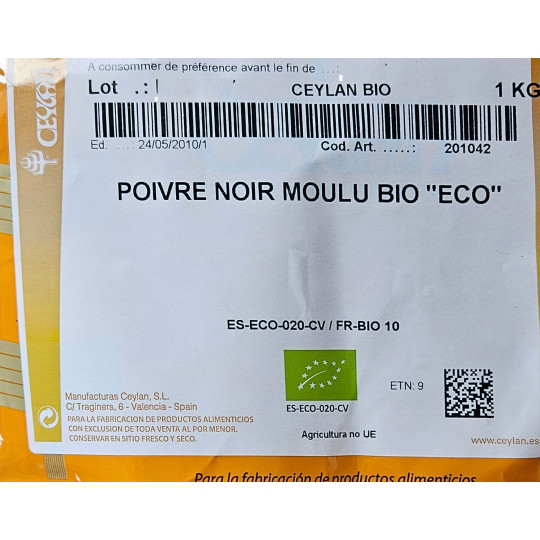 A consommer de préférence avant le fin de ...:
Lot .: CEYLAN BIO 1 KG
CEYLAN
Ed. ...: 24/05/2010/1 Cod. Art. .....: 201042
POIVRE NOIR MOULU BIO "ECO"
ES-ECO-020-CV / FR-BIO 10
ETN: 9
Manufacturas Ceylan, S.L.
C/ Traginers, 6 - Valencia - Spain
ES-ECO-020-CV
PARA LA FABRICACION DE PRODUCTOS ALIMENTICIOS
CON EXCLUSION DE TODA VENTA AL POR MENOR.
CONSERVAR EN SITIO FRESCO Y SECO.
Agricultura no UE
www.ceylan.es
Para la fabricación de productos alimenticios